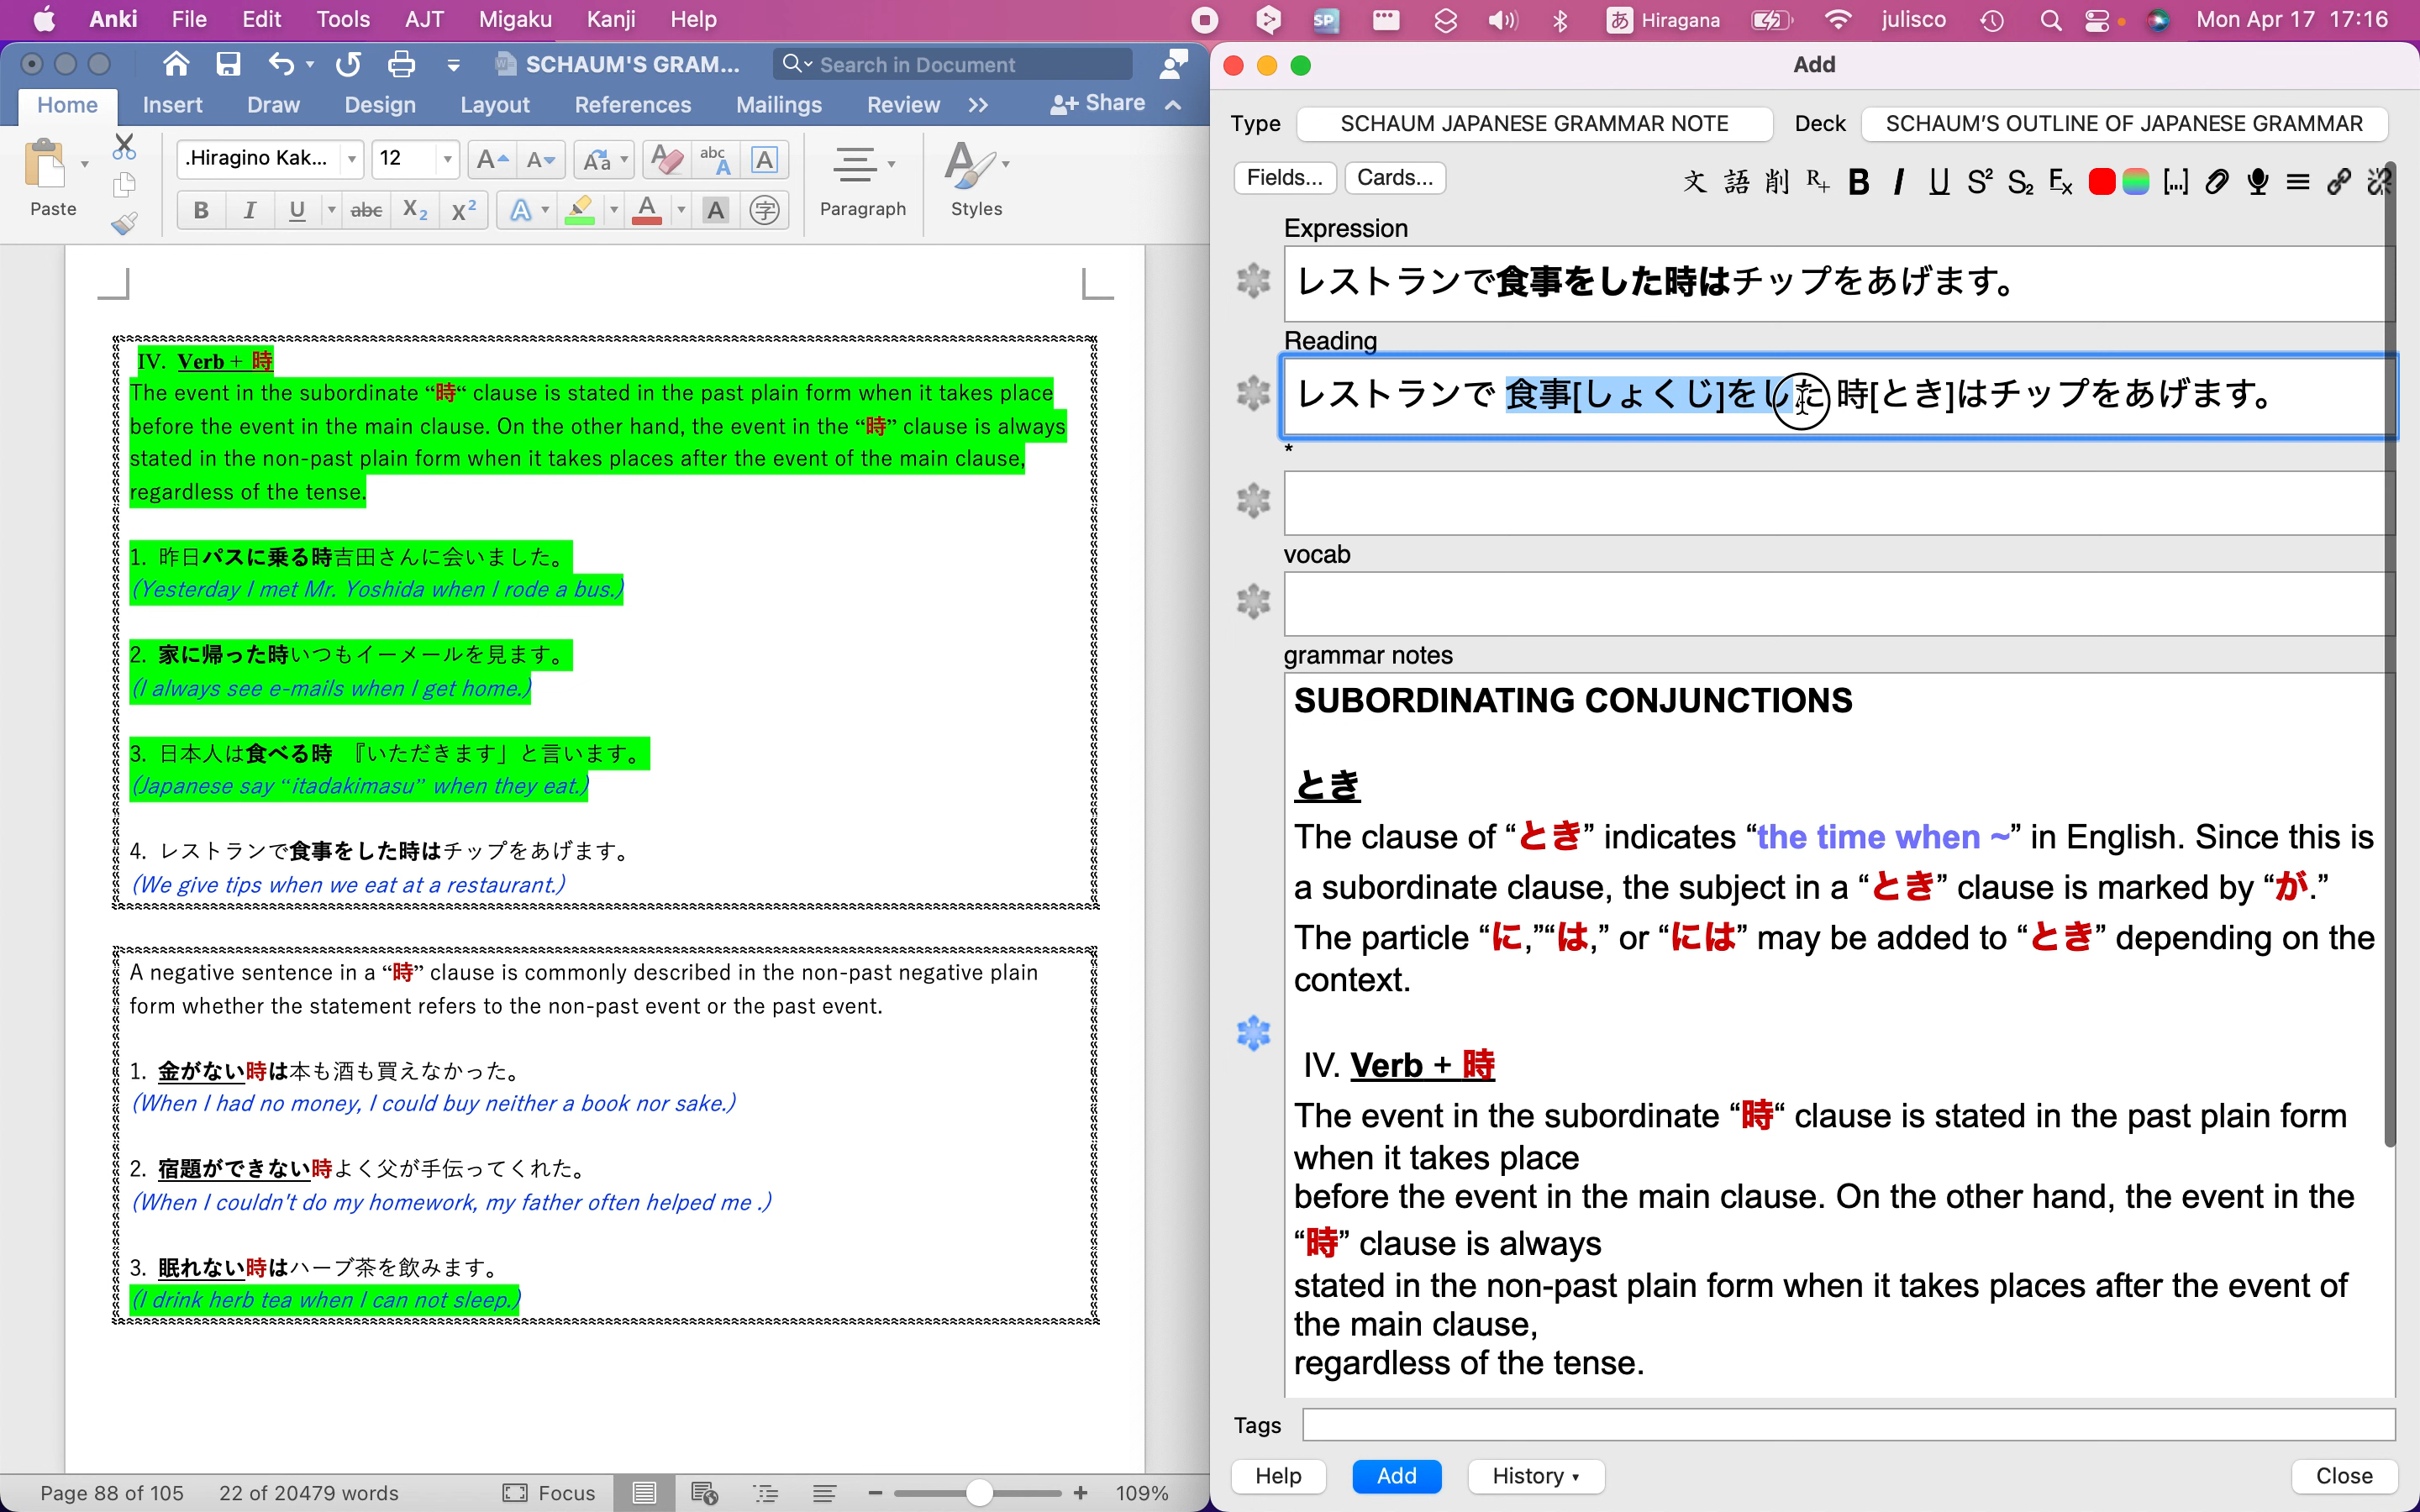 Anki File Edit Tools AJT Migaku Kanji Help
SP あ Hiragana julisco Mon Apr 17 17:16
SCHAUM'S GRAM... Search in Document
Home Insert Draw Design Layout References Mailings Review >> Share
Paste .Hiragino Kak... 12 Paragraph Styles
IV. Verb + 時
The event in the subordinate “時“ clause is stated in the past plain form when it takes place
before the event in the main clause. On the other hand, the event in the “時” clause is always
stated in the non-past plain form when it takes places after the event of the main clause,
regardless of the tense.
1. 昨日バスに乗る時吉田さんに会いました。
(Yesterday I met Mr. Yoshida when I rode a bus.)
2. 家に帰った時いつもイーメールを見ます。
(I always see e-mails when I get home.)
3. 日本人は食べる時 『いただきます」と言います。
(Japanese say “itadakimasu” when they eat.)
4. レストランで食事をした時はチップをあげます。
(We give tips when we eat at a restaurant.)
A negative sentence in a “時” clause is commonly described in the non-past negative plain
form whether the statement refers to the non-past event or the past event.
1. 金がない時は本も酒も買えなかった。
(When I had no money, I could buy neither a book nor sake.)
2. 宿題ができない時よく父が手伝ってくれた。
(When I couldn't do my homework, my father often helped me .)
3. 眠れない時はハーブ茶を飲みます。
(I drink herb tea when I can not sleep.)
Page 88 of 105 22 of 20479 words Focus 109%
Add
Type SCHAUM JAPANESE GRAMMAR NOTE Deck SCHAUM’S OUTLINE OF JAPANESE GRAMMAR
Fields... Cards...
Expression
レストランで食事をした時はチップをあげます。
Reading
レストランで 食事[しょくじ]をした 時[とき]はチップをあげます。
*
vocab
grammar notes
SUBORDINATING CONJUNCTIONS
とき
The clause of “とき” indicates “the time when ~” in English. Since this is
a subordinate clause, the subject in a “とき” clause is marked by “が.”
The particle “に,”“は,” or “には” may be added to “とき” depending on the
context.
IV. Verb + 時
The event in the subordinate “時“ clause is stated in the past plain form
when it takes place
before the event in the main clause. On the other hand, the event in the
“時” clause is always
stated in the non-past plain form when it takes places after the event of
the main clause,
regardless of the tense.
Tags
Help Add History Close